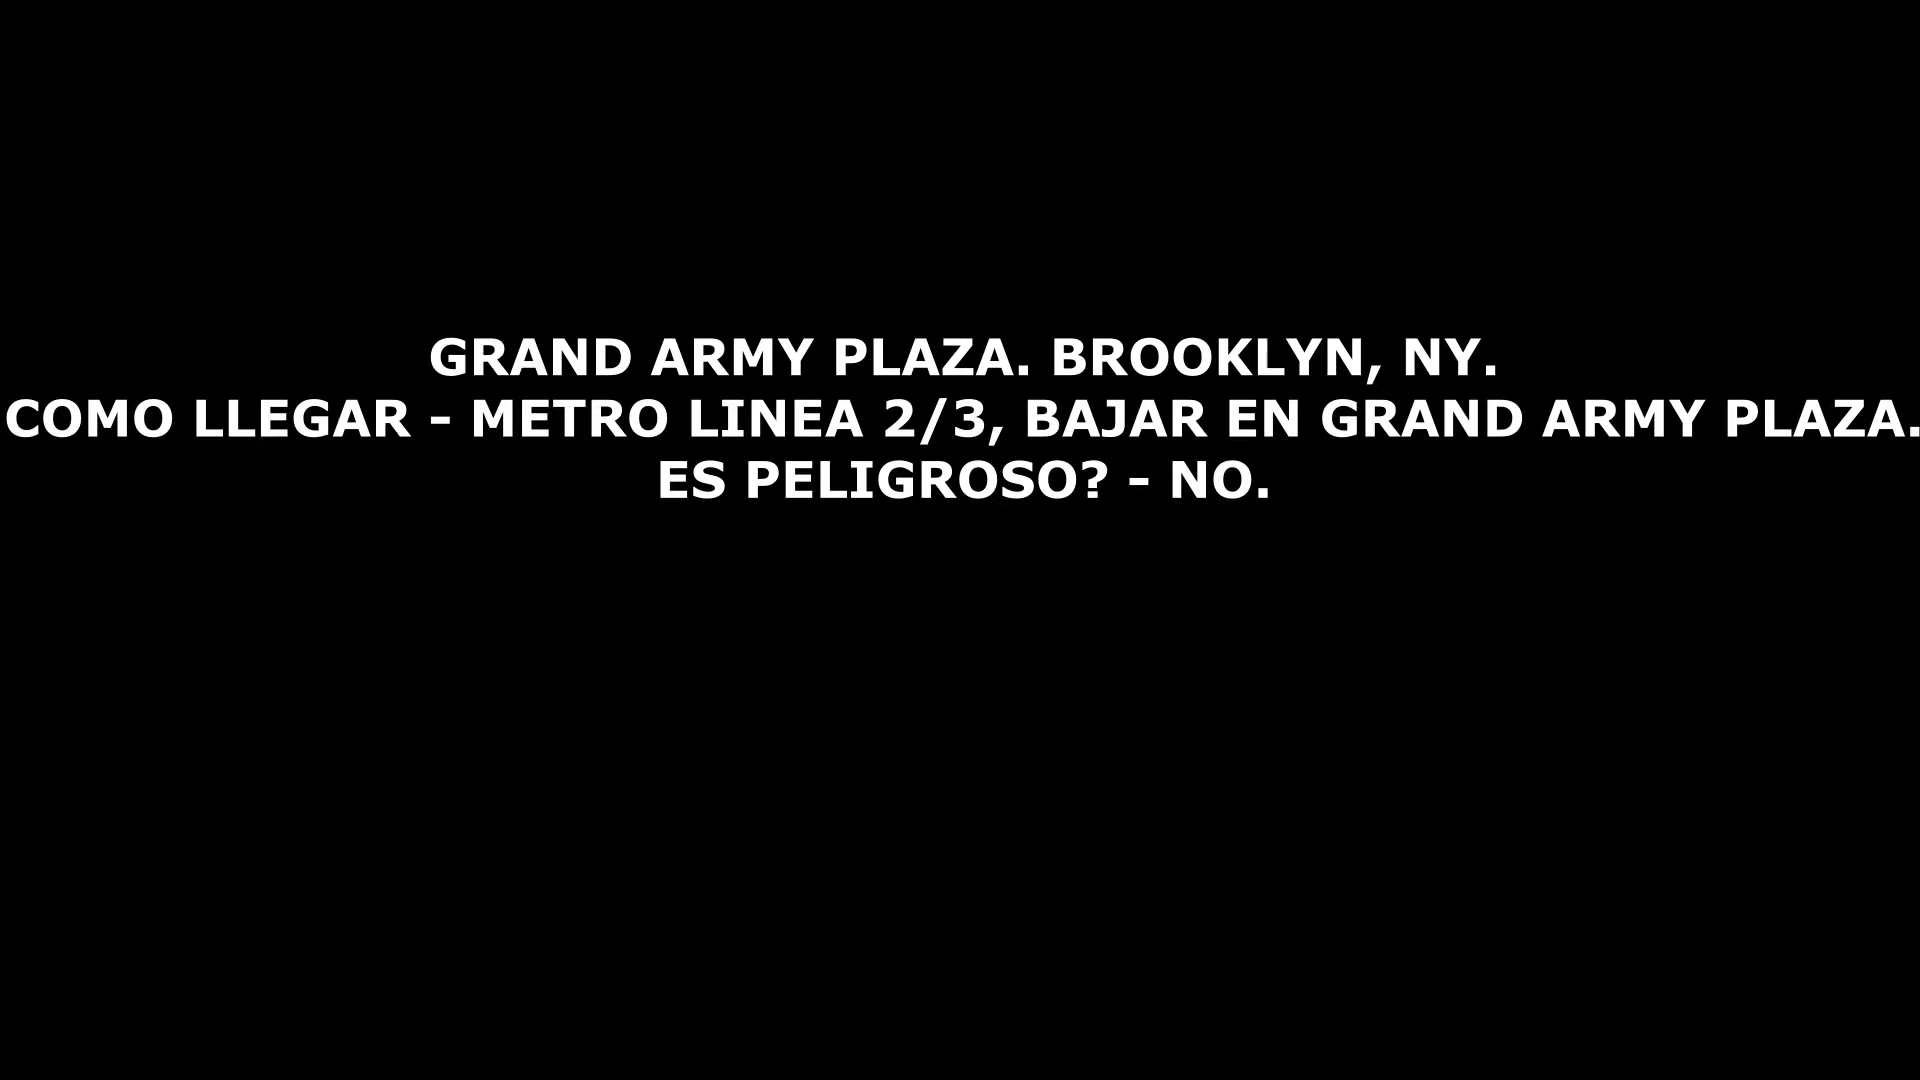 GRAND ARMY PLAZA. BROOKLYN, NY.
COMO LLEGAR - METRO LINEA 2/3, BAJAR EN GRAND ARMY PLAZA.
ES PELIGROSO? - NO.